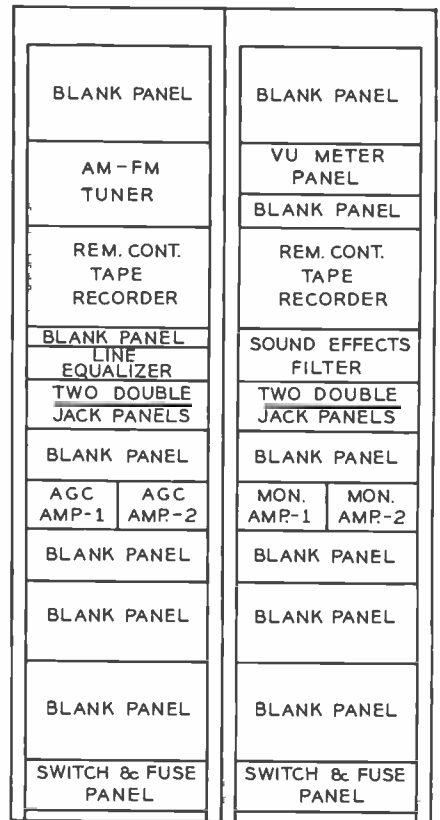 BLANK PANEL
AM-FM
TUNER
REM. CONT.
TAPE
RECORDER
BLANK PANEL
LINE
EQUALIZER
TWO DOUBLE
JACK PANELS
BLANK PANEL
AGC
AMP-1
AGC
AMP.-2
BLANK PANEL
BLANK PANEL
BLANK PANEL
SWITCH & FUSE
PANEL
BLANK PANEL
VU METER
PANEL
BLANK PANEL
REM. CONT.
TAPE
RECORDER
SOUND EFFECTS
FILTER
TWO DOUBLE
JACK PANELS
BLANK PANEL
MON.
AMP.-1
MON.
AMP.-2
BLANK PANEL
BLANK PANEL
BLANK PANEL
SWITCH & FUSE
PANEL